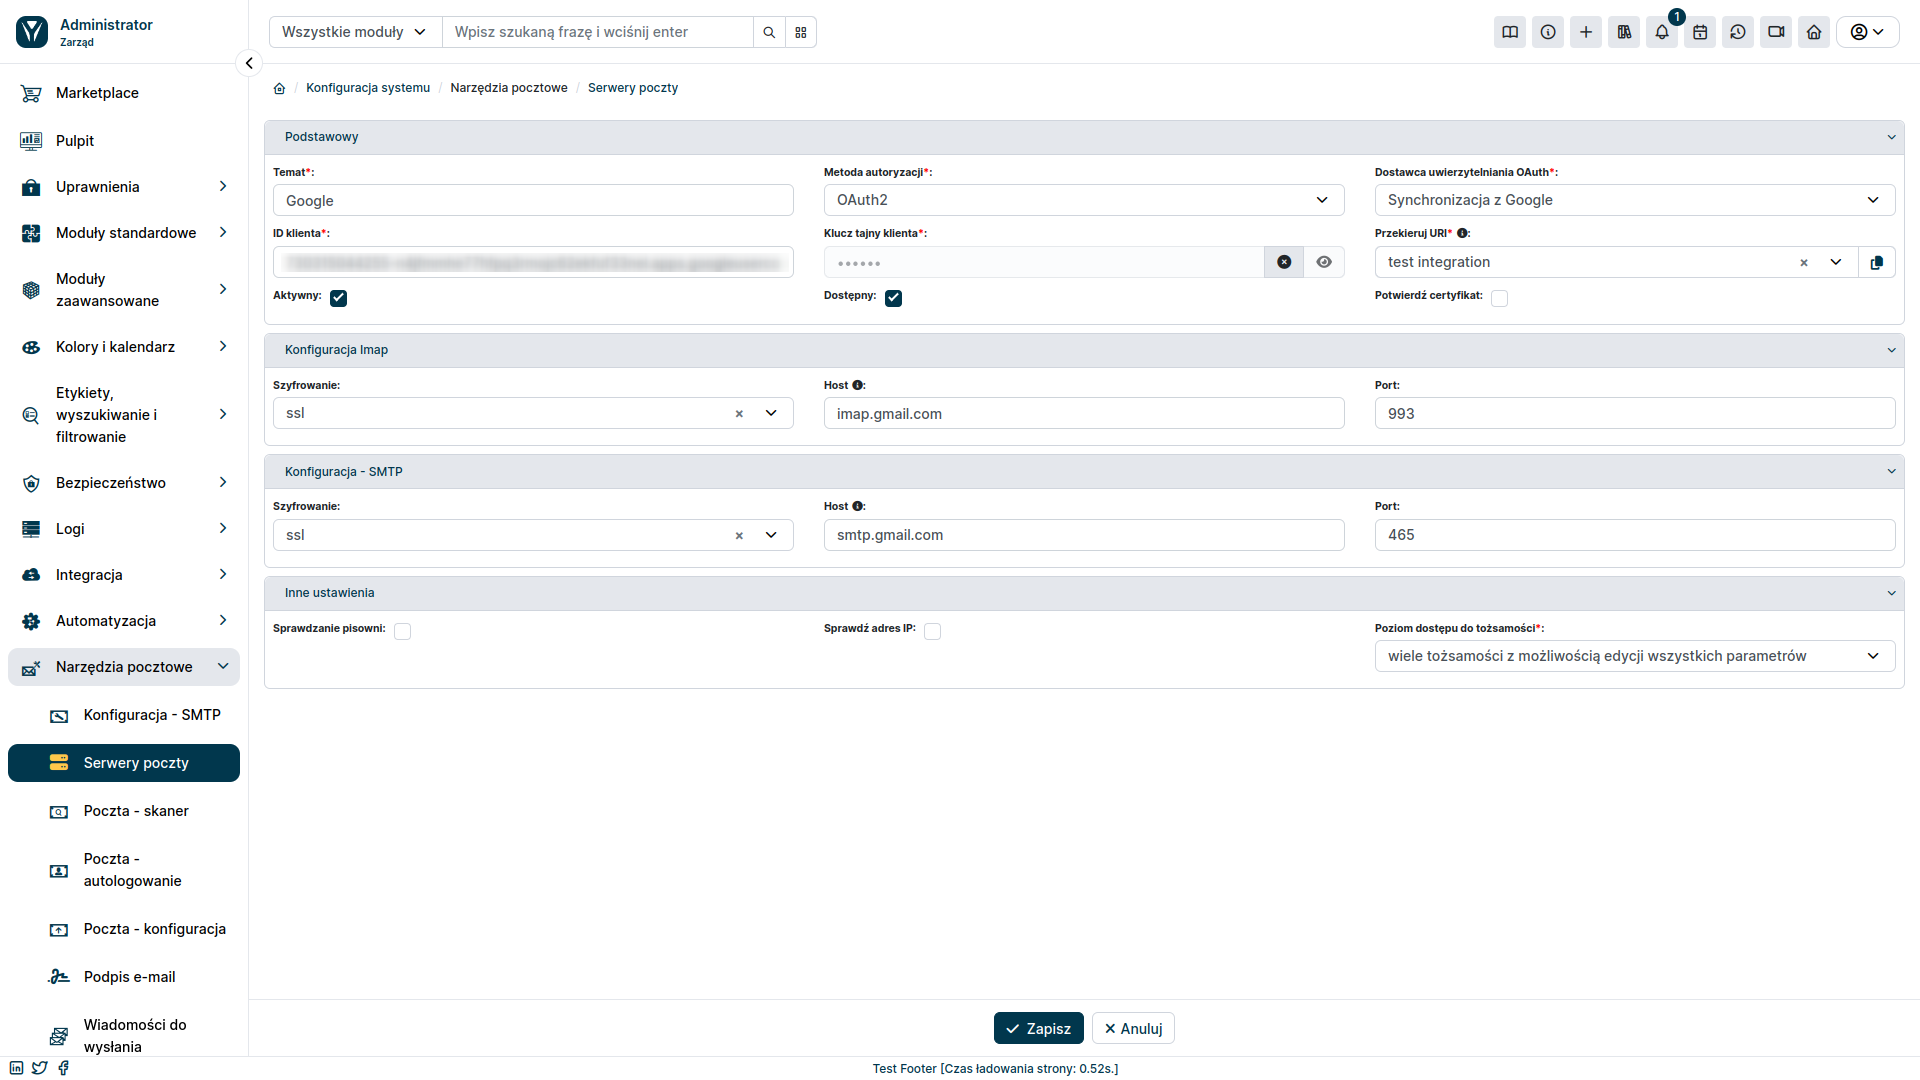 Administrator
Zarząd
Wszystkie moduły
Wpisz szukaną frazę i wciśnij enter
1
Marketplace
Pulpit
Uprawnienia
Moduły standardowe
Moduły
zaawansowane
Kolory i kalendarz
Etykiety,
wyszukiwanie i
filtrowanie
Bezpieczeństwo
Logi
Integracja
Automatyzacja
Narzędzia pocztowe
Konfiguracja - SMTP
Serwery poczty
Poczta - skaner
Poczta -
autologowanie
Poczta - konfiguracja
Podpis e-mail
Wiadomości do
wysłania
/ Konfiguracja systemu / Narzędzia pocztowe / Serwery poczty
Podstawowy
Temat*:
Google
Metoda autoryzacji*:
OAuth2
Dostawca uwierzytelniania OAuth*:
Synchronizacja z Google
ID klienta*:
Klucz tajny klienta*:
••••••
Przekieruj URI* :
test integration
Aktywny:
Dostępny:
Potwierdź certyfikat:
Konfiguracja Imap
Szyfrowanie:
ssl
Host :
imap.gmail.com
Port:
993
Konfiguracja - SMTP
Szyfrowanie:
ssl
Host :
smtp.gmail.com
Port:
465
Inne ustawienia
Sprawdzanie pisowni:
Sprawdź adres IP:
Poziom dostępu do tożsamości*:
wiele tożsamości z możliwością edycji wszystkich parametrów
Zapisz
Anuluj
Test Footer [Czas ładowania strony: 0.52s.]